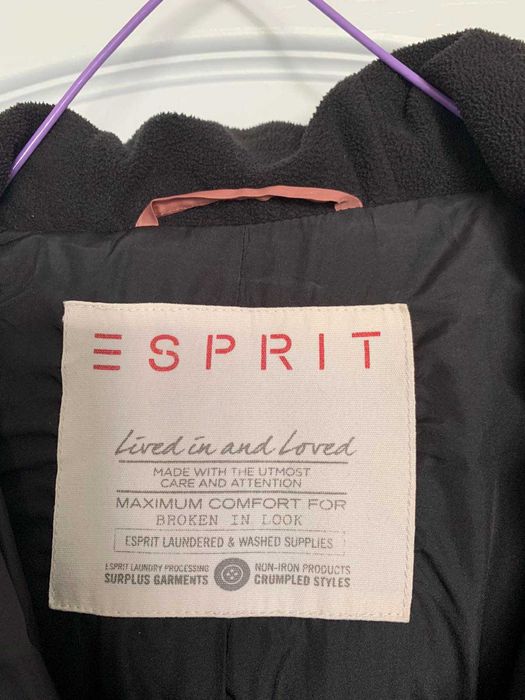 ESPRIT
Lived in and Loved
MADE WITH THE UTMOST
CARE AND ATTENTION
MAXIMUM COMFORT FOR
BROKEN IN LOOK
ESPRIT LAUNDERED & WASHED SUPPLIES
ESPRIT LAUNDRY PROCESSING NON-IRON PRODUCTS
SURPLUS GARMENTS CRUMPLED STYLES